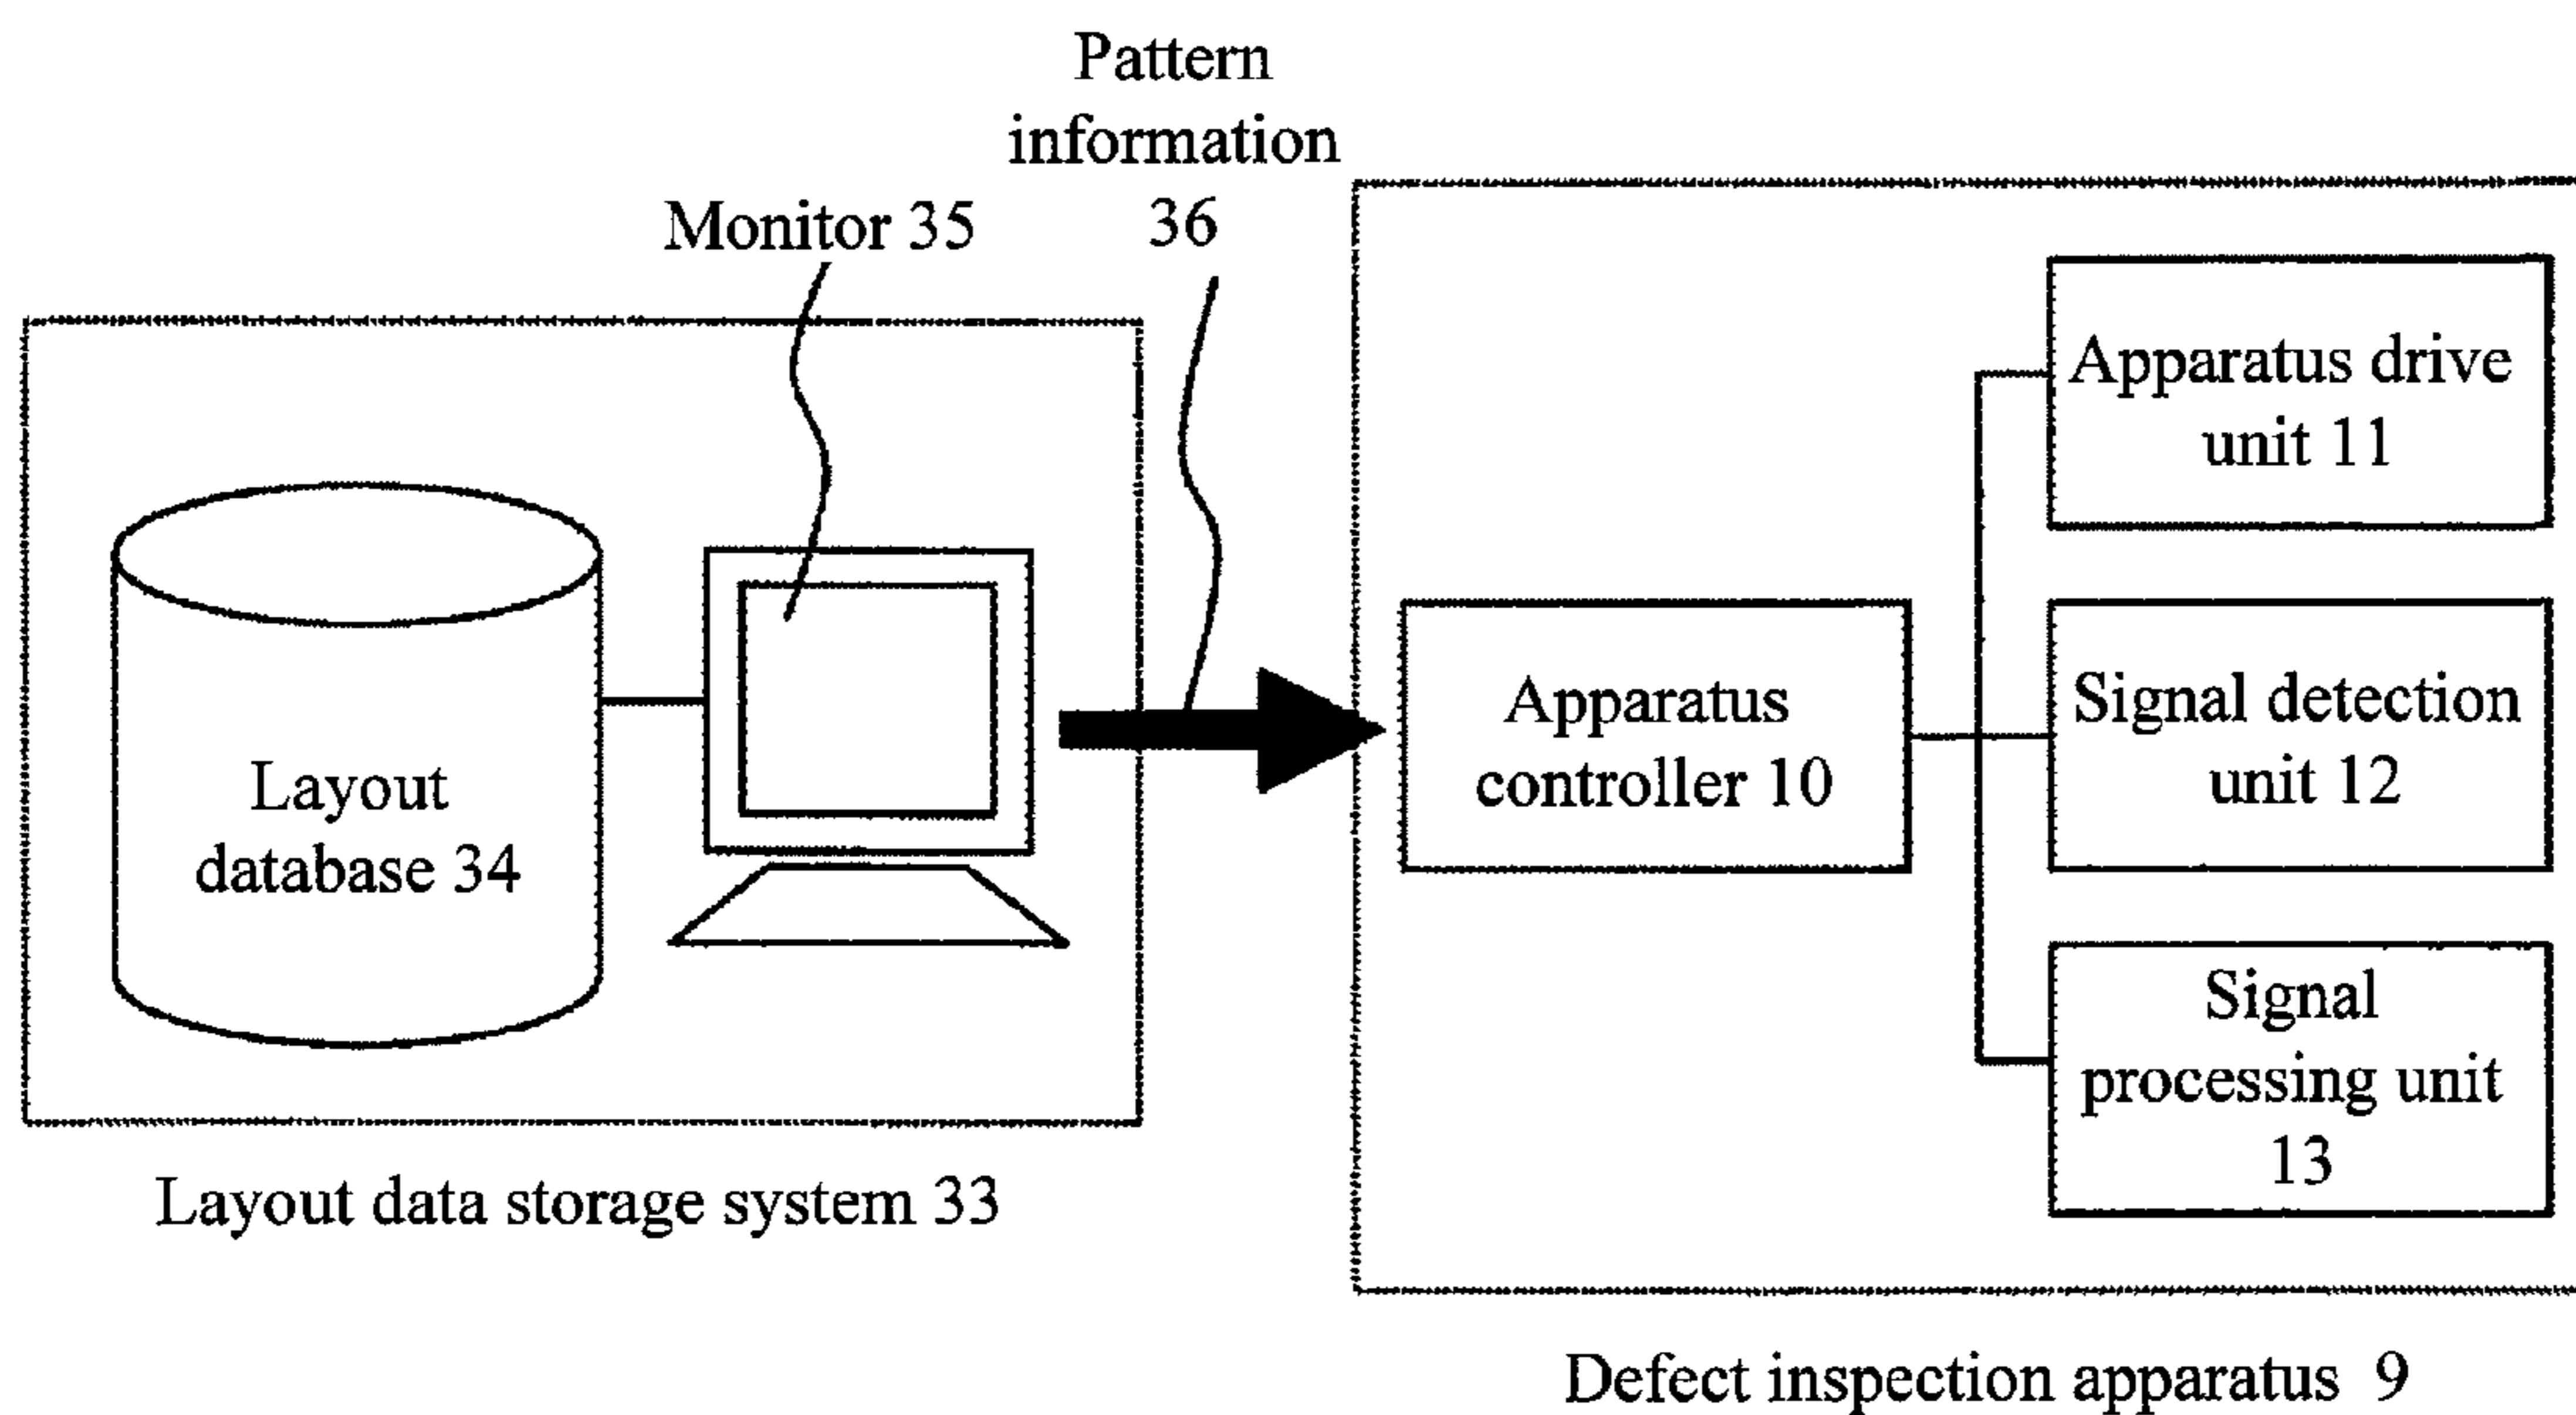 Pattern
information
36
Monitor 35
Layout
database 34
Layout data storage system 33
Apparatus
controller 10
Apparatus drive
unit 11
Signal detection
unit 12
Signal
processing unit
13
Defect inspection apparatus 9